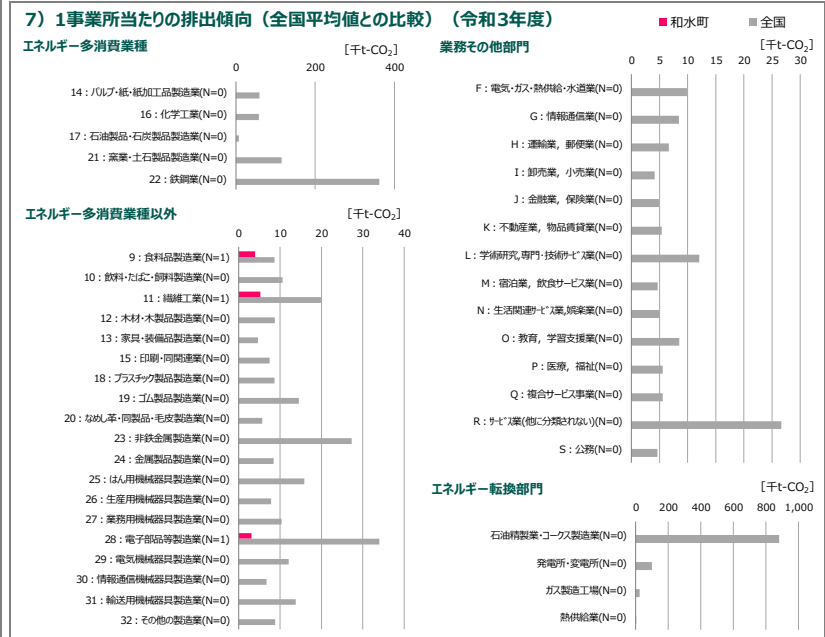 7）1事業所当たりの排出傾向（全国平均値との比較）（令和3年度）
■和水町 ■全国
エネルギー多消費業種
［千t-CO₂］
0 200 400
14：パルプ･紙･紙加工品製造業(N=0)
16：化学工業(N=0)
17：石油製品･石炭製品製造業(N=0)
21：窯業･土石製品製造業(N=0)
22：鉄鋼業(N=0)
エネルギー多消費業種以外
［千t-CO₂］
0 10 20 30 40
9：食料品製造業(N=1)
10：飲料･たばこ･飼料製造業(N=0)
11：繊維工業(N=1)
12：木材･木製品製造業(N=0)
13：家具･装備品製造業(N=0)
15：印刷･同関連業(N=0)
18：プラスチック製品製造業(N=0)
19：ゴム製品製造業(N=0)
20：なめし革･同製品･毛皮製造業(N=0)
23：非鉄金属製造業(N=0)
24：金属製品製造業(N=0)
25：はん用機械器具製造業(N=0)
26：生産用機械器具製造業(N=0)
27：業務用機械器具製造業(N=0)
28：電子部品等製造業(N=1)
29：電気機械器具製造業(N=0)
30：情報通信機械器具製造業(N=0)
31：輸送用機械器具製造業(N=0)
32：その他の製造業(N=0)
業務その他部門
［千t-CO₂］
0 5 10 15 20 25 30
F：電気･ガス･熱供給･水道業(N=0)
G：情報通信業(N=0)
H：運輸業，郵便業(N=0)
I：卸売業，小売業(N=0)
J：金融業，保険業(N=0)
K：不動産業，物品賃貸業(N=0)
L：学術研究,専門･技術ｻｰﾋﾞｽ業(N=0)
M：宿泊業，飲食サービス業(N=0)
N：生活関連ｻｰﾋﾞｽ業,娯楽業(N=0)
O：教育，学習支援業(N=0)
P：医療，福祉(N=0)
Q：複合サービス事業(N=0)
R：ｻｰﾋﾞｽ業(他に分類されない)(N=0)
S：公務(N=0)
エネルギー転換部門
［千t-CO₂］
0 200 400 600 800 1,000
石油精製業･コークス製造業(N=0)
発電所･変電所(N=0)
ガス製造工場(N=0)
熱供給業(N=0)